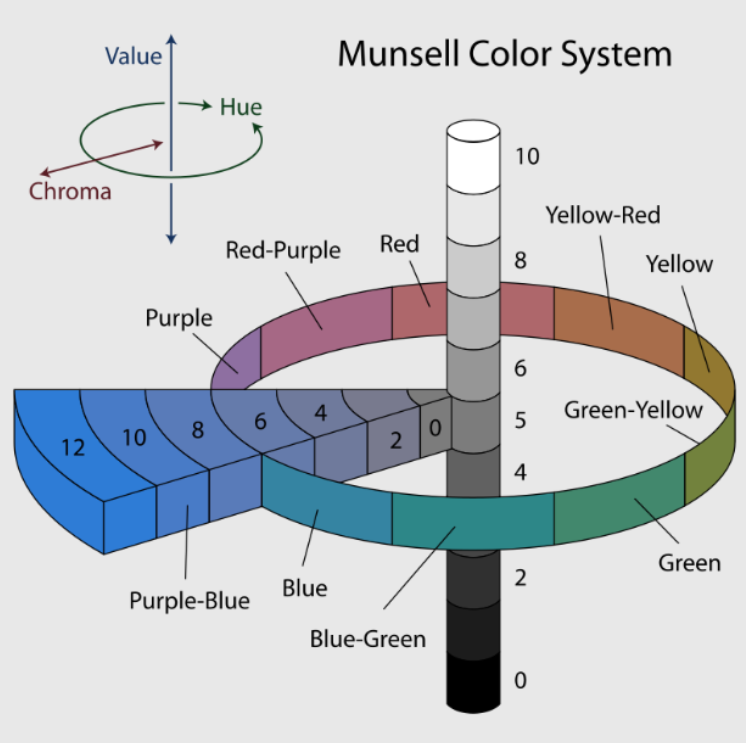 Munsell Color System
Value
Hue
Chroma
10
Yellow-Red
Red
Red-Purple
8
Yellow
Purple
6
Green-Yellow
12
10
8
6
4
2
0
5
4
Green
2
Blue
Purple-Blue
Blue-Green
0